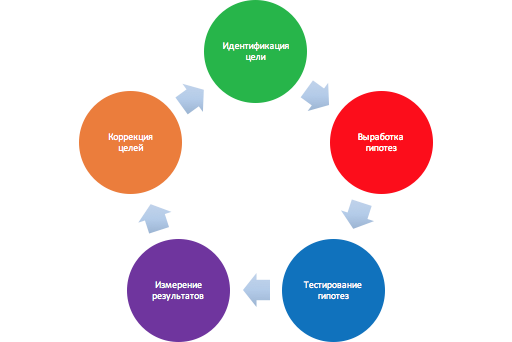 Идентификация
цели
Выработка
гипотез
Тестирование
гипотез
Измерение
результатов
Коррекция
целей